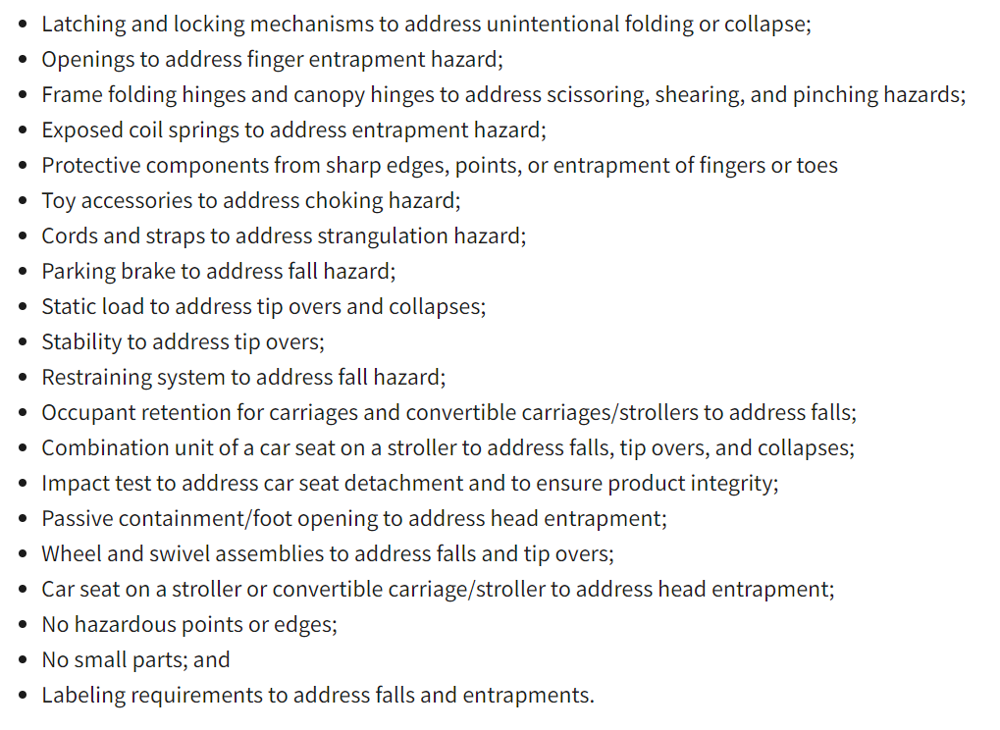 • Latching and locking mechanisms to address unintentional folding or collapse;
• Openings to address finger entrapment hazard;
• Frame folding hinges and canopy hinges to address scissoring, shearing, and pinching hazards;
• Exposed coil springs to address entrapment hazard;
• Protective components from sharp edges, points, or entrapment of fingers or toes
• Toy accessories to address choking hazard;
• Cords and straps to address strangulation hazard;
• Parking brake to address fall hazard;
• Static load to address tip overs and collapses;
• Stability to address tip overs;
• Restraining system to address fall hazard;
• Occupant retention for carriages and convertible carriages/strollers to address falls;
• Combination unit of a car seat on a stroller to address falls, tip overs, and collapses;
• Impact test to address car seat detachment and to ensure product integrity;
• Passive containment/foot opening to address head entrapment;
• Wheel and swivel assemblies to address falls and tip overs;
• Car seat on a stroller or convertible carriage/stroller to address head entrapment;
• No hazardous points or edges;
• No small parts; and
• Labeling requirements to address falls and entrapments.